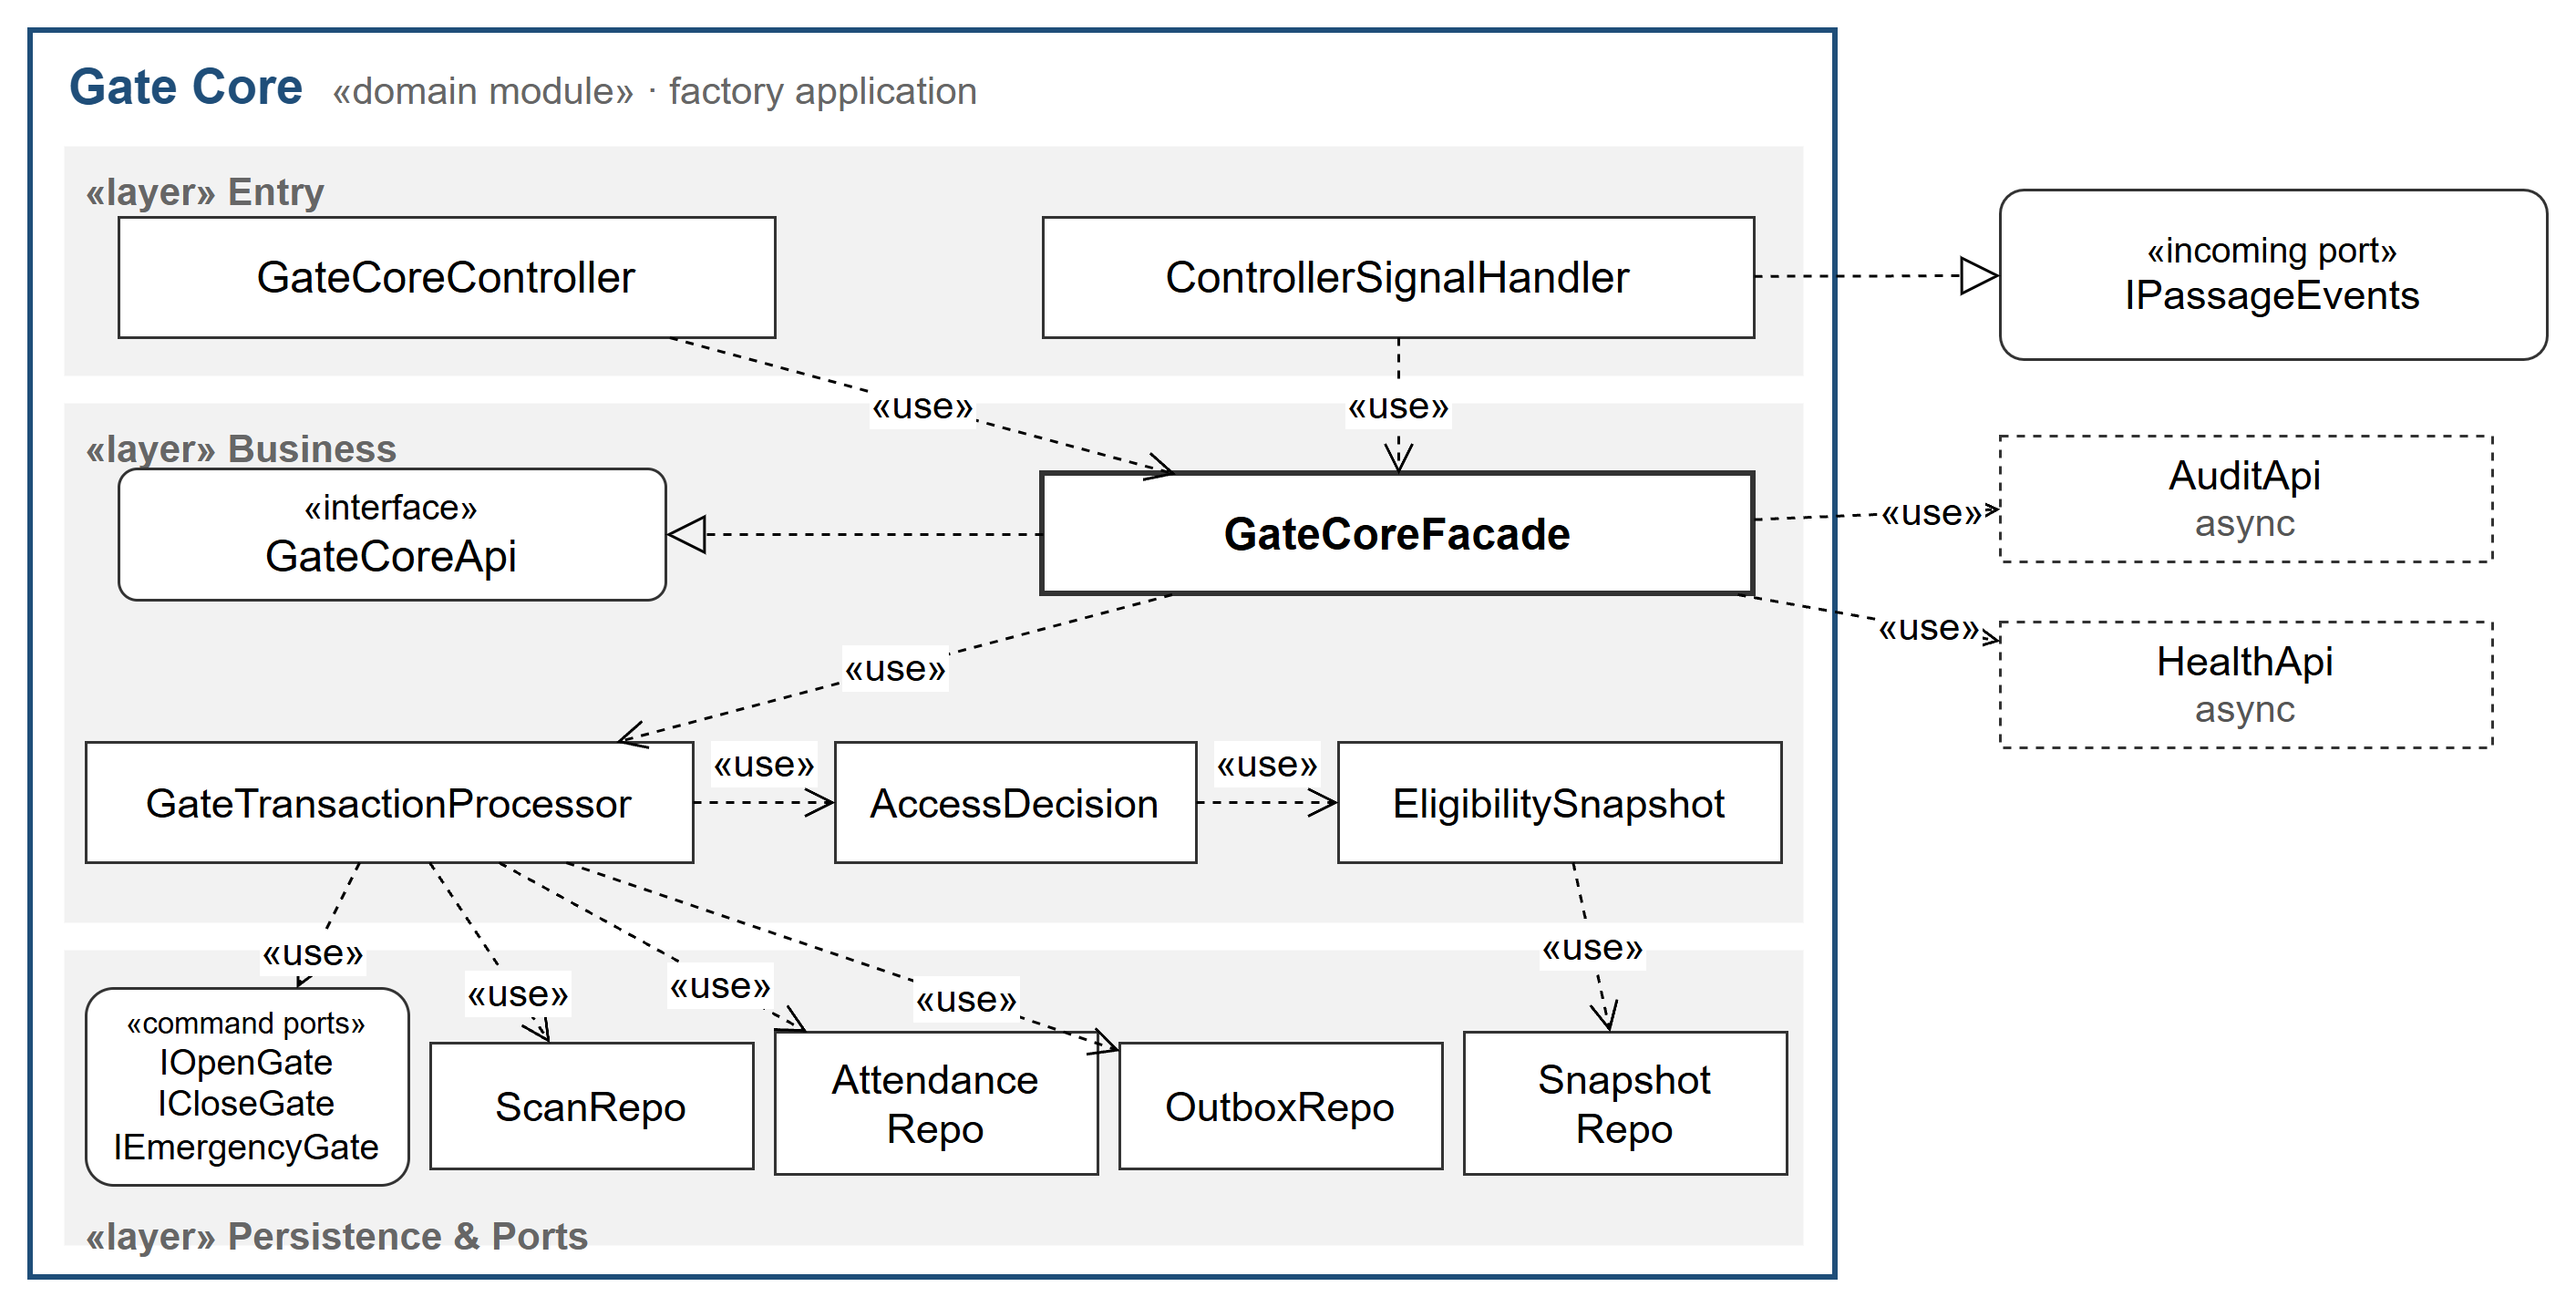 Gate Core «domain module» · factory application
«layer» Entry
GateCoreController
ControllerSignalHandler
«incoming port»
IPassageEvents
«use»
«use»
«layer» Business
«interface»
GateCoreApi
GateCoreFacade
«use»
AuditApi
async
«use»
HealthApi
async
«use»
GateTransactionProcessor
«use»
AccessDecision
«use»
EligibilitySnapshot
«use»
«use»
«use»
«use»
«use»
«command ports»
IOpenGate
ICloseGate
IEmergencyGate
ScanRepo
Attendance
Repo
OutboxRepo
Snapshot
Repo
«layer» Persistence & Ports